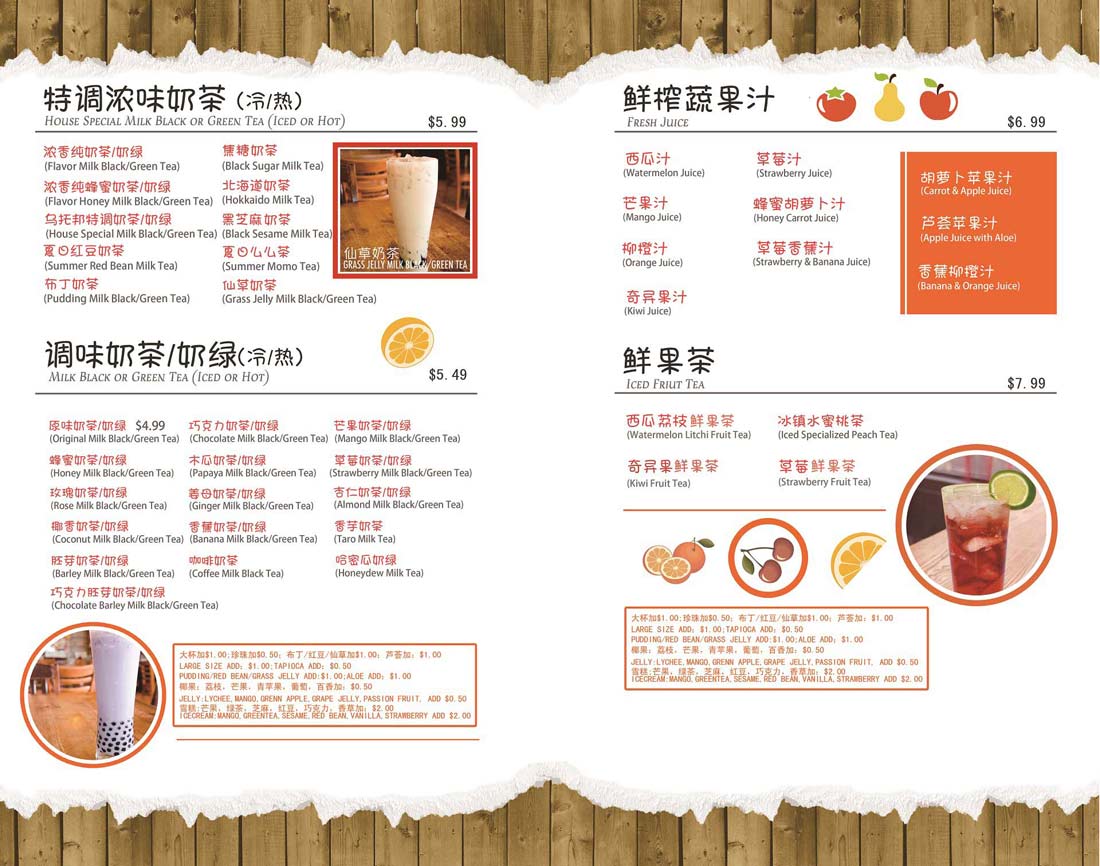 特调浓味奶茶 (冷/热)
HOUSE SPECIAL MILK BLACK OR GREEN TEA (ICED OR HOT)
$5.99
浓香纯奶茶/奶绿
(Flavor Milk Black/Green Tea)
浓香纯蜂蜜奶茶/奶绿
(Flavor Honey Milk Black/Green Tea)
乌托邦特调奶茶/奶绿
(House Special Milk Black/Green Tea)
夏日红豆奶茶
(Summer Red Bean Milk Tea)
布丁奶茶
(Pudding Milk Black/Green Tea)
焦糖奶茶
(Black Sugar Milk Tea)
北海道奶茶
(Hokkaido Milk Tea)
黑芝麻奶茶
(Black Sesame Milk Tea)
夏日么么茶
(Summer Momo Tea)
仙草奶茶
(Grass Jelly Milk Black/Green Tea)
仙草奶茶
GRASS JELLY MILK BLACK/GREEN TEA
调味奶茶/奶绿(冷/热)
MILK BLACK OR GREEN TEA (ICED OR HOT)
$5.49
原味奶茶/奶绿 $4.99
(Original Milk Black/Green Tea)
蜂蜜奶茶/奶绿
(Honey Milk Black/Green Tea)
玫瑰奶茶/奶绿
(Rose Milk Black/Green Tea)
椰香奶茶/奶绿
(Coconut Milk Black/Green Tea)
胚芽奶茶/奶绿
(Barley Milk Black/Green Tea)
巧克力胚芽奶茶/奶绿
(Chocolate Barley Milk Black/Green Tea)
巧克力奶茶/奶绿
(Chocolate Milk Black/Green Tea)
木瓜奶茶/奶绿
(Papaya Milk Black/Green Tea)
姜母奶茶/奶绿
(Ginger Milk Black/Green Tea)
香蕉奶茶/奶绿
(Banana Milk Black/Green Tea)
咖啡奶茶
(Coffee Milk Black Tea)
芒果奶茶/奶绿
(Mango Milk Black/Green Tea)
草莓奶茶/奶绿
(Strawberry Milk Black/Green Tea)
杏仁奶茶/奶绿
(Almond Milk Black/Green Tea)
香芋奶茶
(Taro Milk Tea)
哈密瓜奶绿
(Honeydew Milk Tea)
大杯加$1.00;珍珠加$0.50; 布丁/红豆/仙草加$1.00; 芦荟加: $1.00
LARGE SIZE ADD: $1.00;TAPIOCA ADD: $0.50
PUDDING/RED BEAN/GRASS JELLY ADD:$1.00;ALOE ADD: $1.00
椰果: 荔枝, 芒果, 青苹果, 葡萄, 百香加: $0.50
JELLY:LYCHEE,MANGO,GRENN APPLE,GRAPE JELLY,PASSION FRUIT, ADD $0.50
雪糕:芒果, 绿茶, 芝麻, 红豆, 巧克力, 香草加: $2.00
ICECREAM:MANGO,GREENTEA,SESAME,RED BEAN,VANILLA,STRAWBERRY ADD $2.00
鲜榨蔬果汁
FRESH JUICE
$6.99
西瓜汁
(Watermelon Juice)
芒果汁
(Mango Juice)
柳橙汁
(Orange Juice)
奇异果汁
(Kiwi Juice)
草莓汁
(Strawberry Juice)
蜂蜜胡萝卜汁
(Honey Carrot Juice)
草莓香蕉汁
(Strawberry & Banana Juice)
胡萝卜苹果汁
(Carrot & Apple Juice)
芦荟苹果汁
(Apple Juice with Aloe)
香蕉柳橙汁
(Banana & Orange Juice)
鲜果茶
ICED FRIUT TEA
$7.99
西瓜荔枝鲜果茶
(Watermelon Litchi Fruit Tea)
奇异果鲜果茶
(Kiwi Fruit Tea)
冰镇水蜜桃茶
(Iced Specialized Peach Tea)
草莓鲜果茶
(Strawberry Fruit Tea)
大杯加$1.00;珍珠加$0.50; 布丁/红豆/仙草加$1.00; 芦荟加: $1.00
LARGE SIZE ADD: $1.00;TAPIOCA ADD: $0.50
PUDDING/RED BEAN/GRASS JELLY ADD:$1.00;ALOE ADD: $1.00
椰果: 荔枝, 芒果, 青苹果, 葡萄, 百香加: $0.50
JELLY:LYCHEE,MANGO,GRENN APPLE,GRAPE JELLY,PASSION FRUIT, ADD $0.50
雪糕:芒果, 绿茶, 芝麻, 红豆, 巧克力, 香草加: $2.00
ICECREAM:MANGO,GREENTEA,SESAME,RED BEAN,VANILLA,STRAWBERRY ADD $2.00